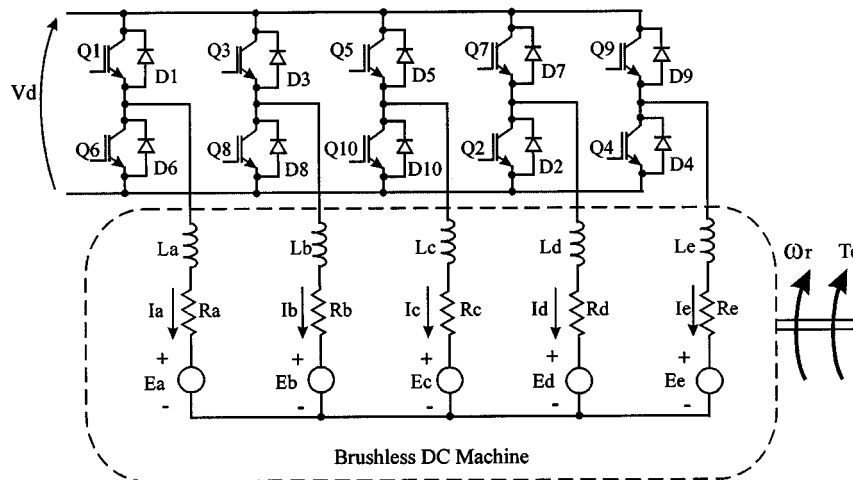 Vd
Q1 D1 Q3 D3 Q5 D5 Q7 D7 Q9 D9
Q6 D6 Q8 D8 Q10 D10 Q2 D2 Q4 D4
La Lb Lc Ld Le
Ia Ra Ib Rb Ic Rc Id Rd Ie Re
+ + + + +
Ea Eb Ec Ed Ee
- - - - -
ωr
Brushless DC Machine